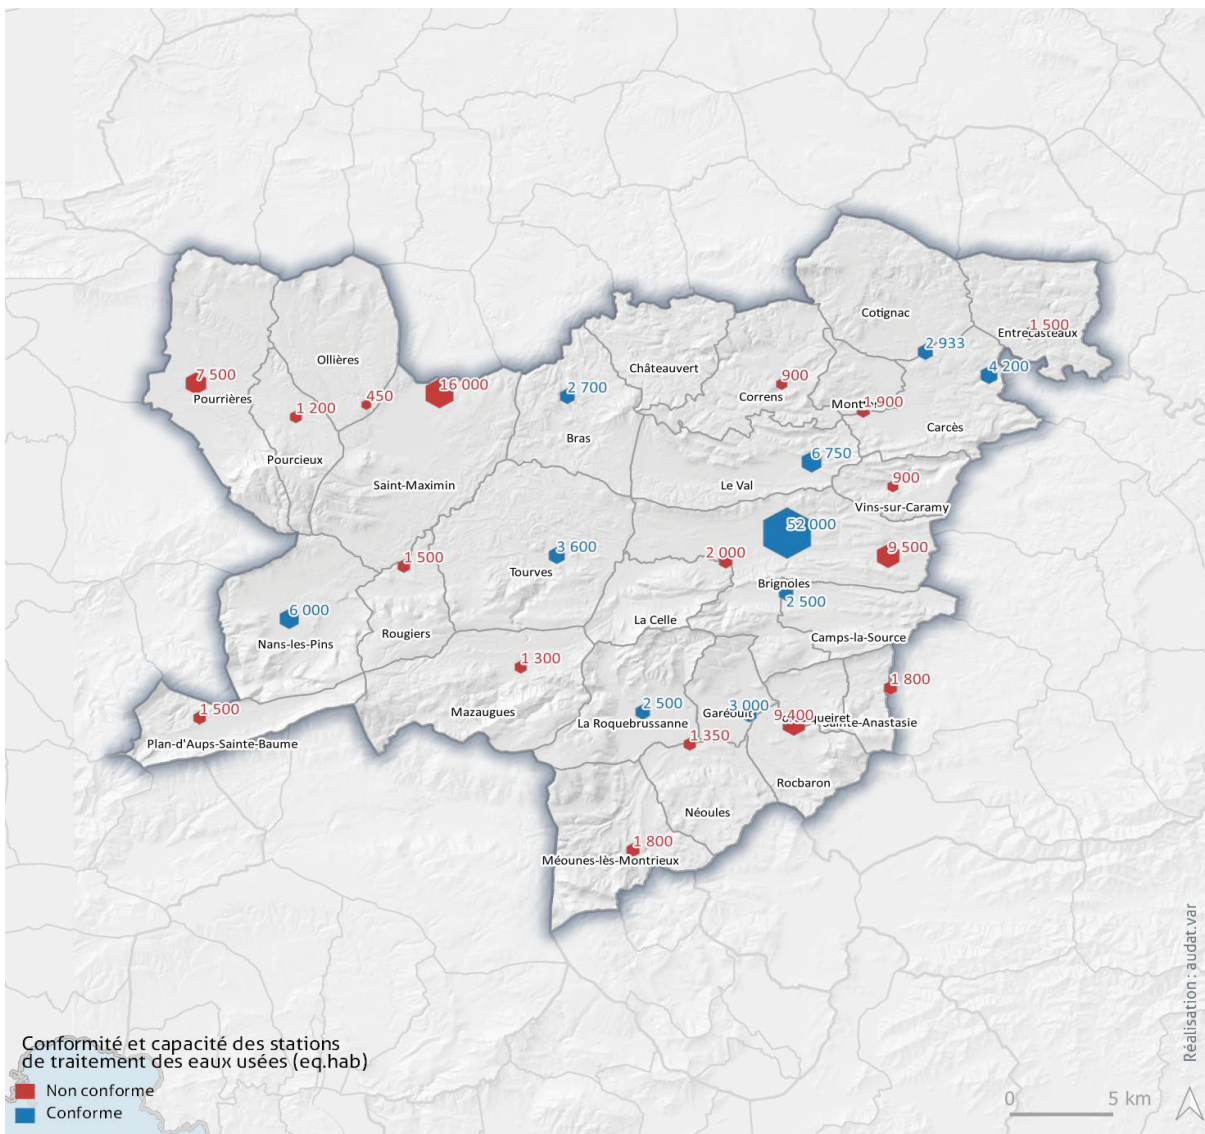 Cotignac
1 500
Entrecasteaux
2 933
Ollières
Châteauvert
4 200
7 500
16 000
2 700
900
Pourrières
450
Correns
1 900
1 200
Carcès
Bras
6 750
Pourcieux
Saint-Maximin
Le Val
900
Vins-sur-Caramy
52 000
3 600
2 000
9 500
1 500
Tourves
Brignoles
2 500
6 000
La Celle
Rougiers
Camps-la-Source
Nans-les-Pins
1 300
1 800
1 500
2 500
3 000
Mazaugues
Garéoult
9 400
La Roquebrussanne
Sainte-Anastasie
1 350
Plan-d'Aups-Sainte-Baume
Rocbaron
Néoules
1 800
Méounes-lès-Montrieux
Réalisation : audat.var
Conformité et capacité des stations
de traitement des eaux usées (eq.hab)
Non conforme
Conforme
0 5 km